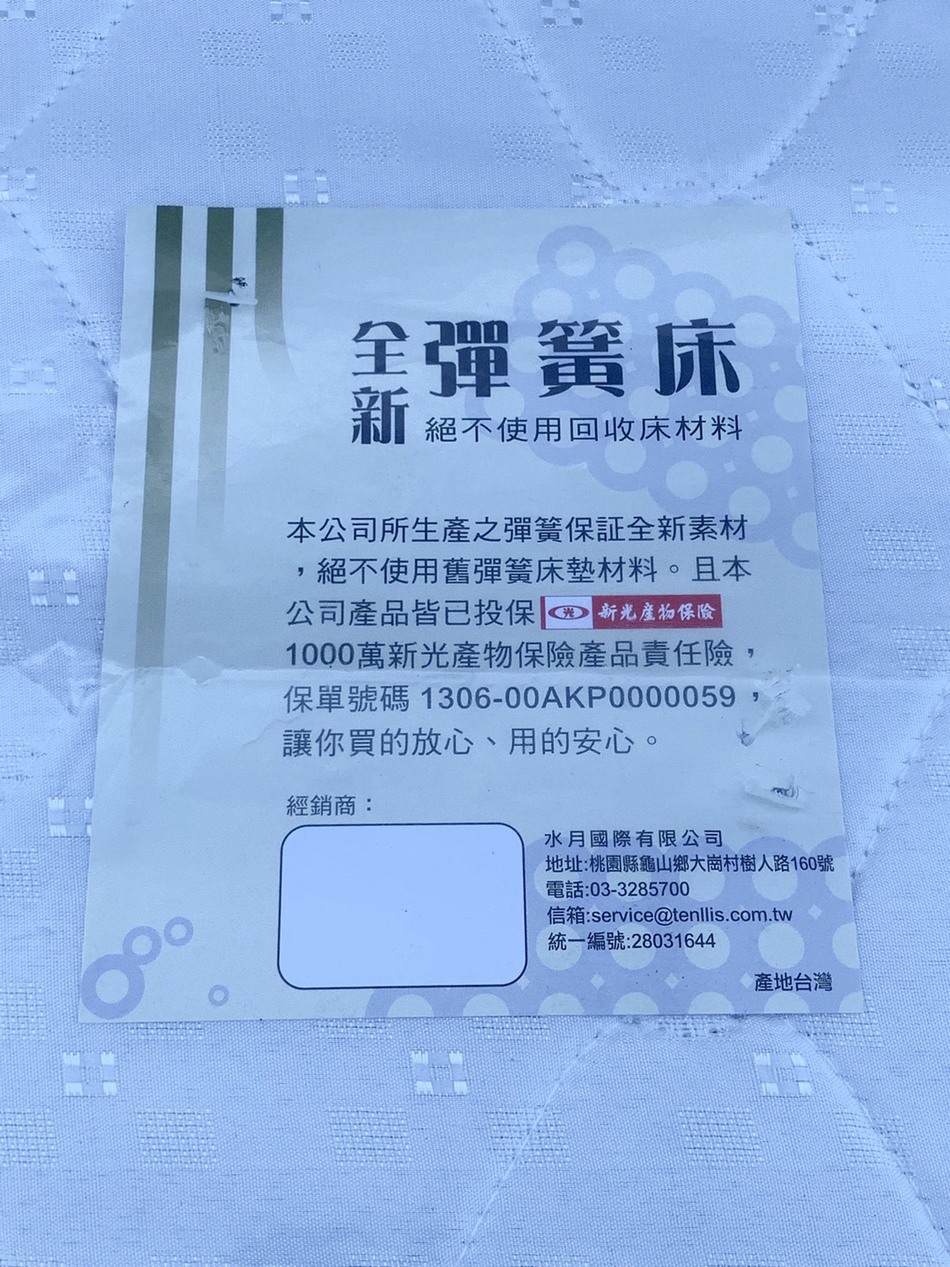 全新 彈簧床
絕不使用回收床材料
本公司所生產之彈簧保証全新素材
，絕不使用舊彈簧床墊材料。且本
公司產品皆已投保 光 新光產物保險
1000萬新光產物保險產品責任險，
保單號碼 1306-00AKP0000059，
讓你買的放心、用的安心。
經銷商：
水月國際有限公司
地址:桃園縣龜山鄉大崗村樹人路160號
電話:03-3285700
信箱:service@tenllis.com.tw
統一編號:28031644
產地台灣